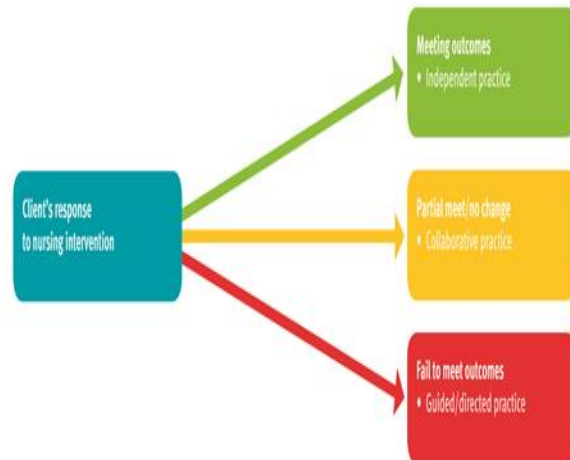 Client's response
to nursing intervention
Meeting outcomes
• Independent practice
Partial meet/no change
• Collaborative practice
Fail to meet outcomes
• Guided/directed practice